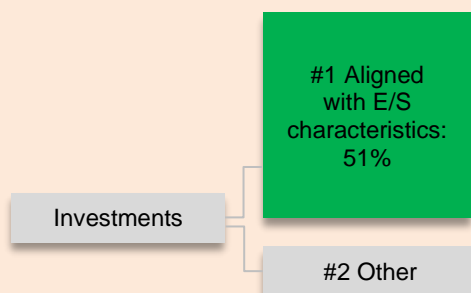 #1 Aligned
with E/S
characteristics:
51%
Investments
#2 Other